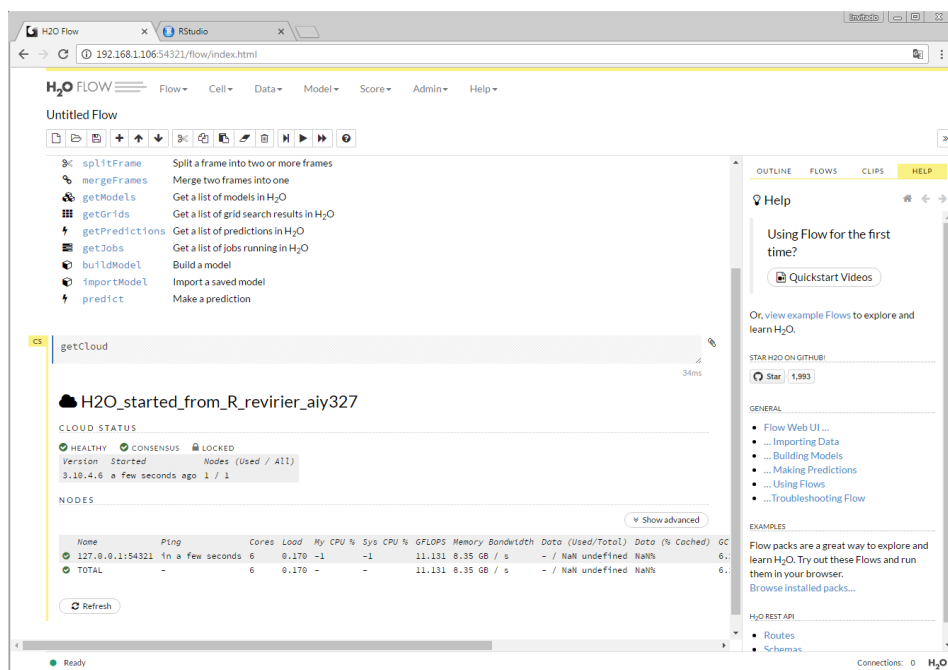 Invitado
H2O Flow
RStudio
192.168.1.106:54321/flow/index.html
H2O FLOW Flow Cell Data Model Score Admin Help
Untitled Flow
splitFrame Split a frame into two or more frames
mergeFrames Merge two frames into one
getModels Get a list of models in H2O
getGrids Get a list of grid search results in H2O
getPredictions Get a list of predictions in H2O
getJobs Get a list of jobs running in H2O
buildModel Build a model
importModel Import a saved model
predict Make a prediction
CS
getCloud
34ms
H2O_started_from_R_revirier_aiy327
CLOUD STATUS
HEALTHY CONSENSUS LOCKED
Version Started Nodes (Used / All)
3.10.4.6 a few seconds ago 1 / 1
NODES
Show advanced
Name Ping Cores Load My CPU % Sys CPU % GFLOPS Memory Bandwidth Data (Used/Total) Data (% Cached) GC
127.0.0.1:54321 in a few seconds 6 0.170 -1 -1 11.131 8.35 GB / s - / NaN undefined NaN% 6.
TOTAL - 6 0.170 - - 11.131 8.35 GB / s - / NaN undefined NaN% 6.
Refresh
OUTLINE FLOWS CLIPS HELP
Help
Using Flow for the first
time?
Quickstart Videos
Or, view example Flows to explore and
learn H2O.
STAR H2O ON GITHUB!
Star 1,993
GENERAL
Flow Web UI ...
... Importing Data
... Building Models
... Making Predictions
... Using Flows
...Troubleshooting Flow
EXAMPLES
Flow packs are a great way to explore and
learn H2O. Try out these Flows and run
them in your browser.
Browse installed packs...
H2O REST API
Routes
Schemas
Ready
Connections: 0 H2O